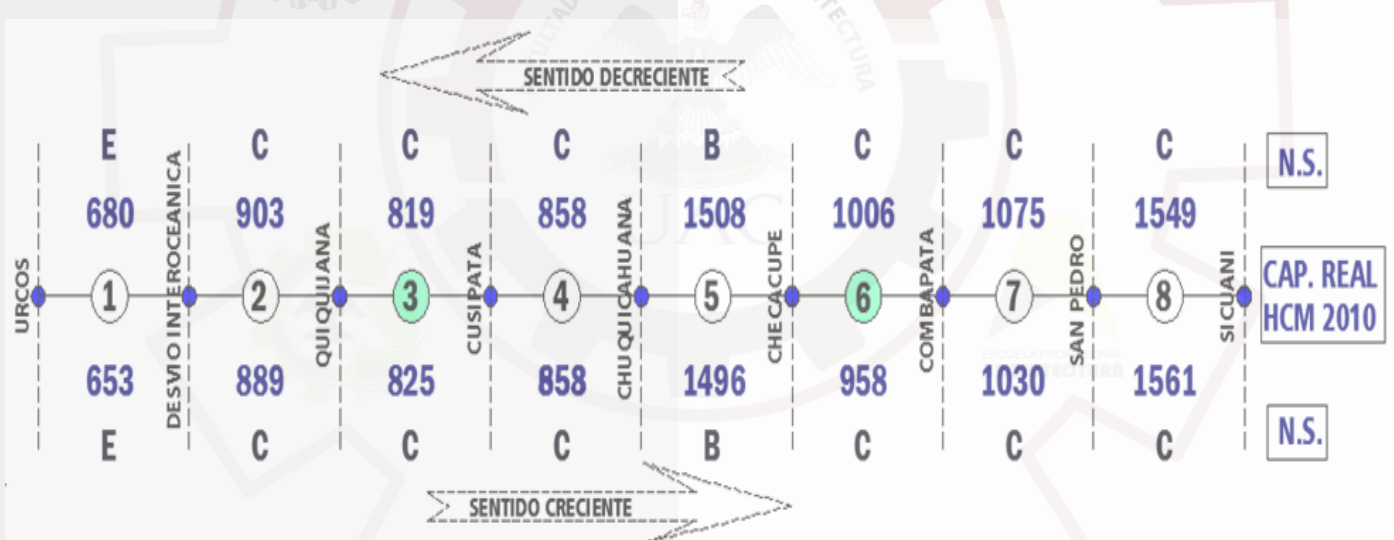 SENTIDO DECRECIENTE
E C C C B C C C N.S.
680 903 819 858 1508 1006 1075 1549
URCOS DESVIO INTEROCEANICA QUIQUIJANA CUSIPATA CHUQUICAHUANA CHECACUPE COMBAPATA SAN PEDRO SICUANI
1 2 3 4 5 6 7 8
CAP. REAL
HCM 2010
653 889 825 858 1496 958 1030 1561
E C C C B C C C N.S.
SENTIDO CRECIENTE
UAC